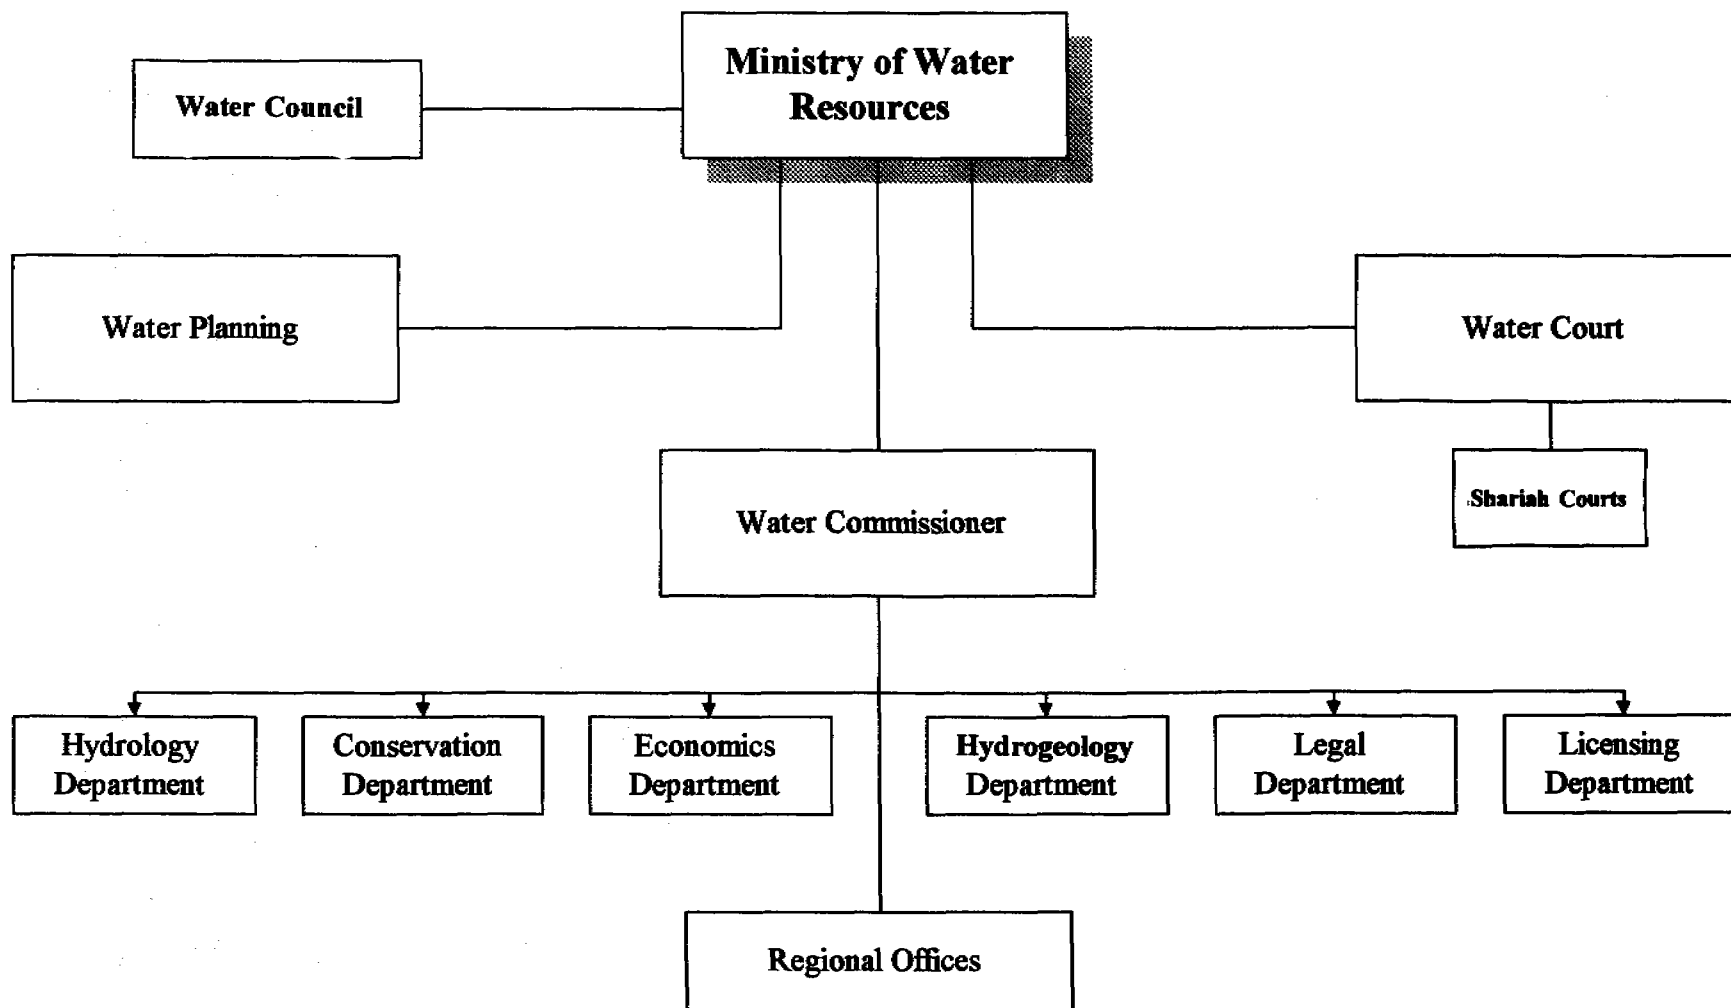 Ministry of Water
Resources
Water Council
Water Planning
Water Court
Shariah Courts
Water Commissioner
Hydrology
Department
Conservation
Department
Economics
Department
Hydrogeology
Department
Legal
Department
Licensing
Department
Regional Offices